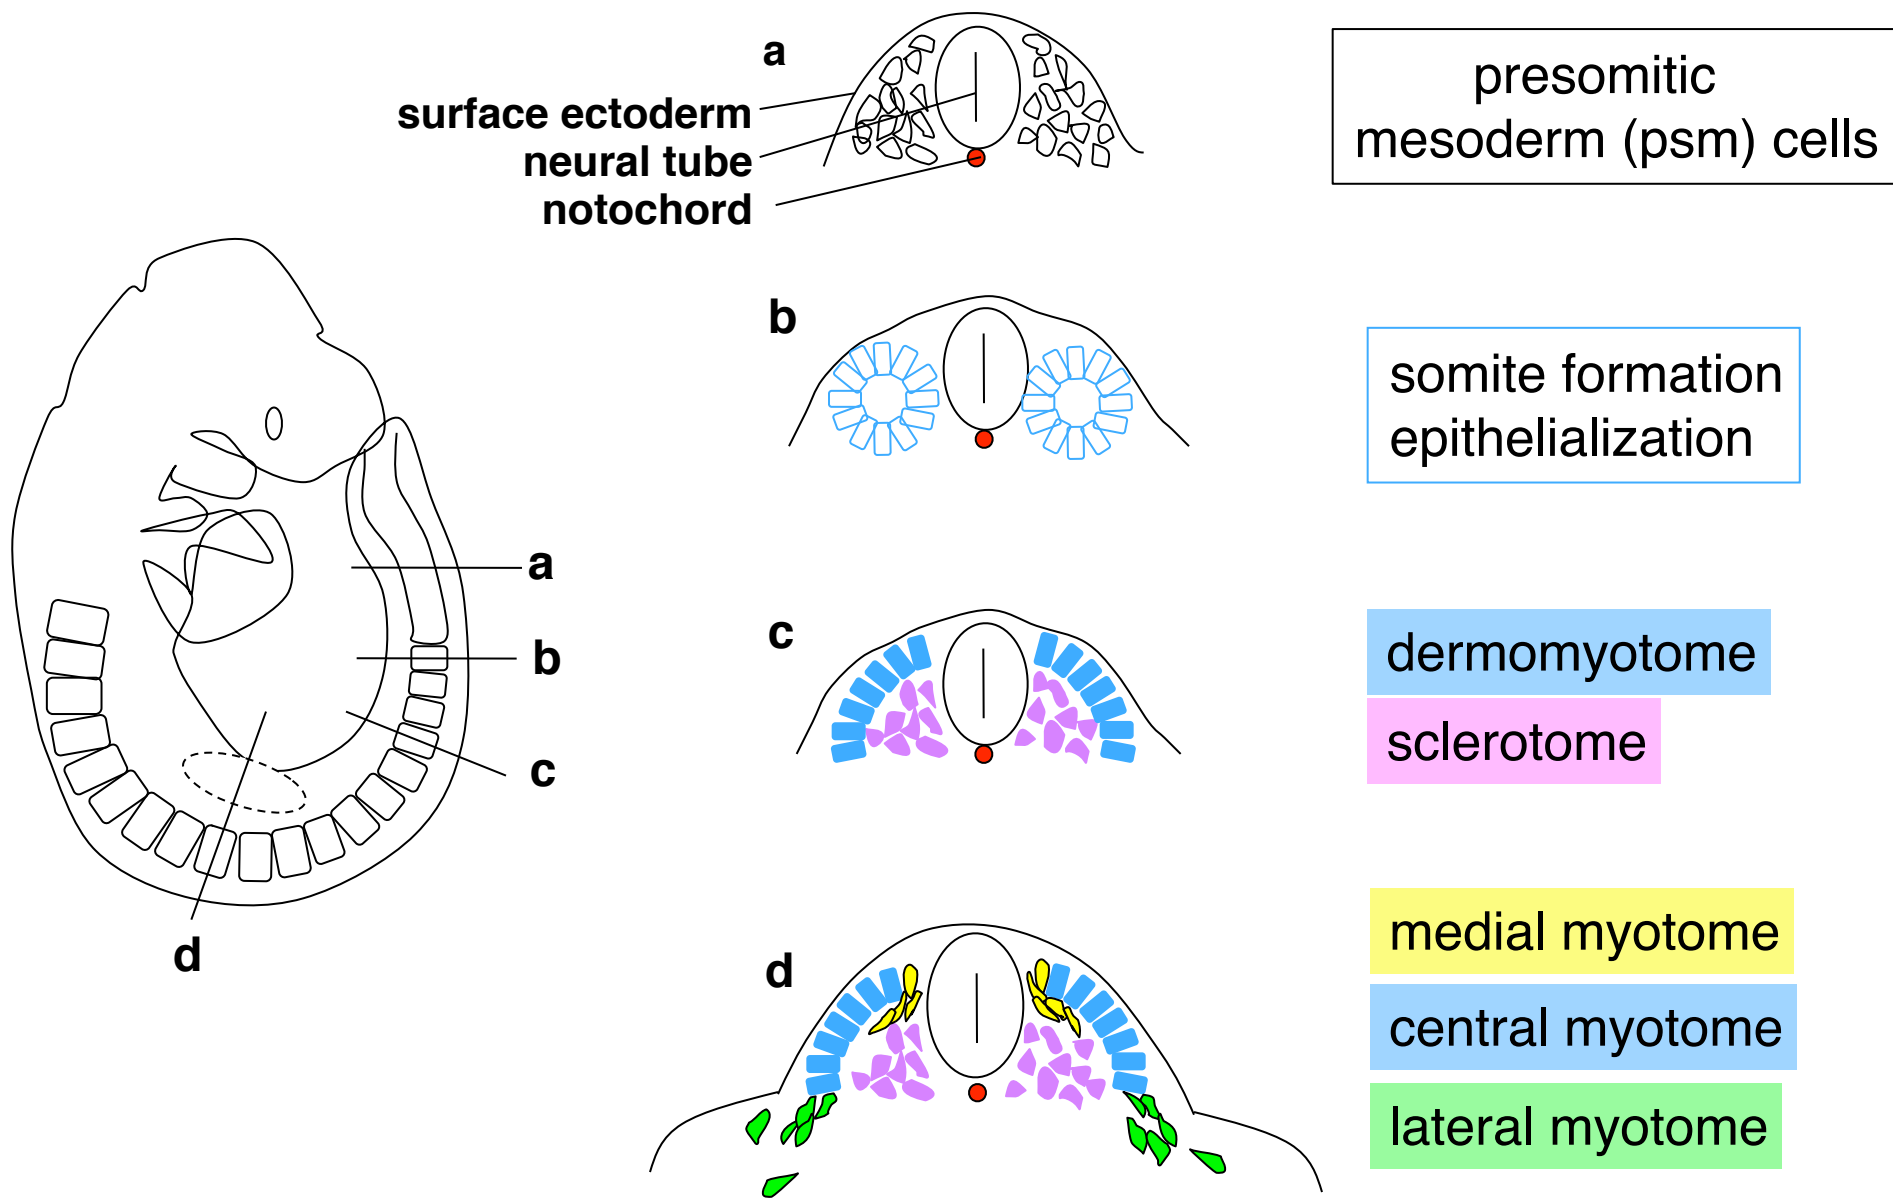 a
surface ectoderm
neural tube
notochord
presomitic
mesoderm (psm) cells
b
somite formation
epithelialization
a
b
c
d
c
dermomyotome
sclerotome
d
medial myotome
central myotome
lateral myotome